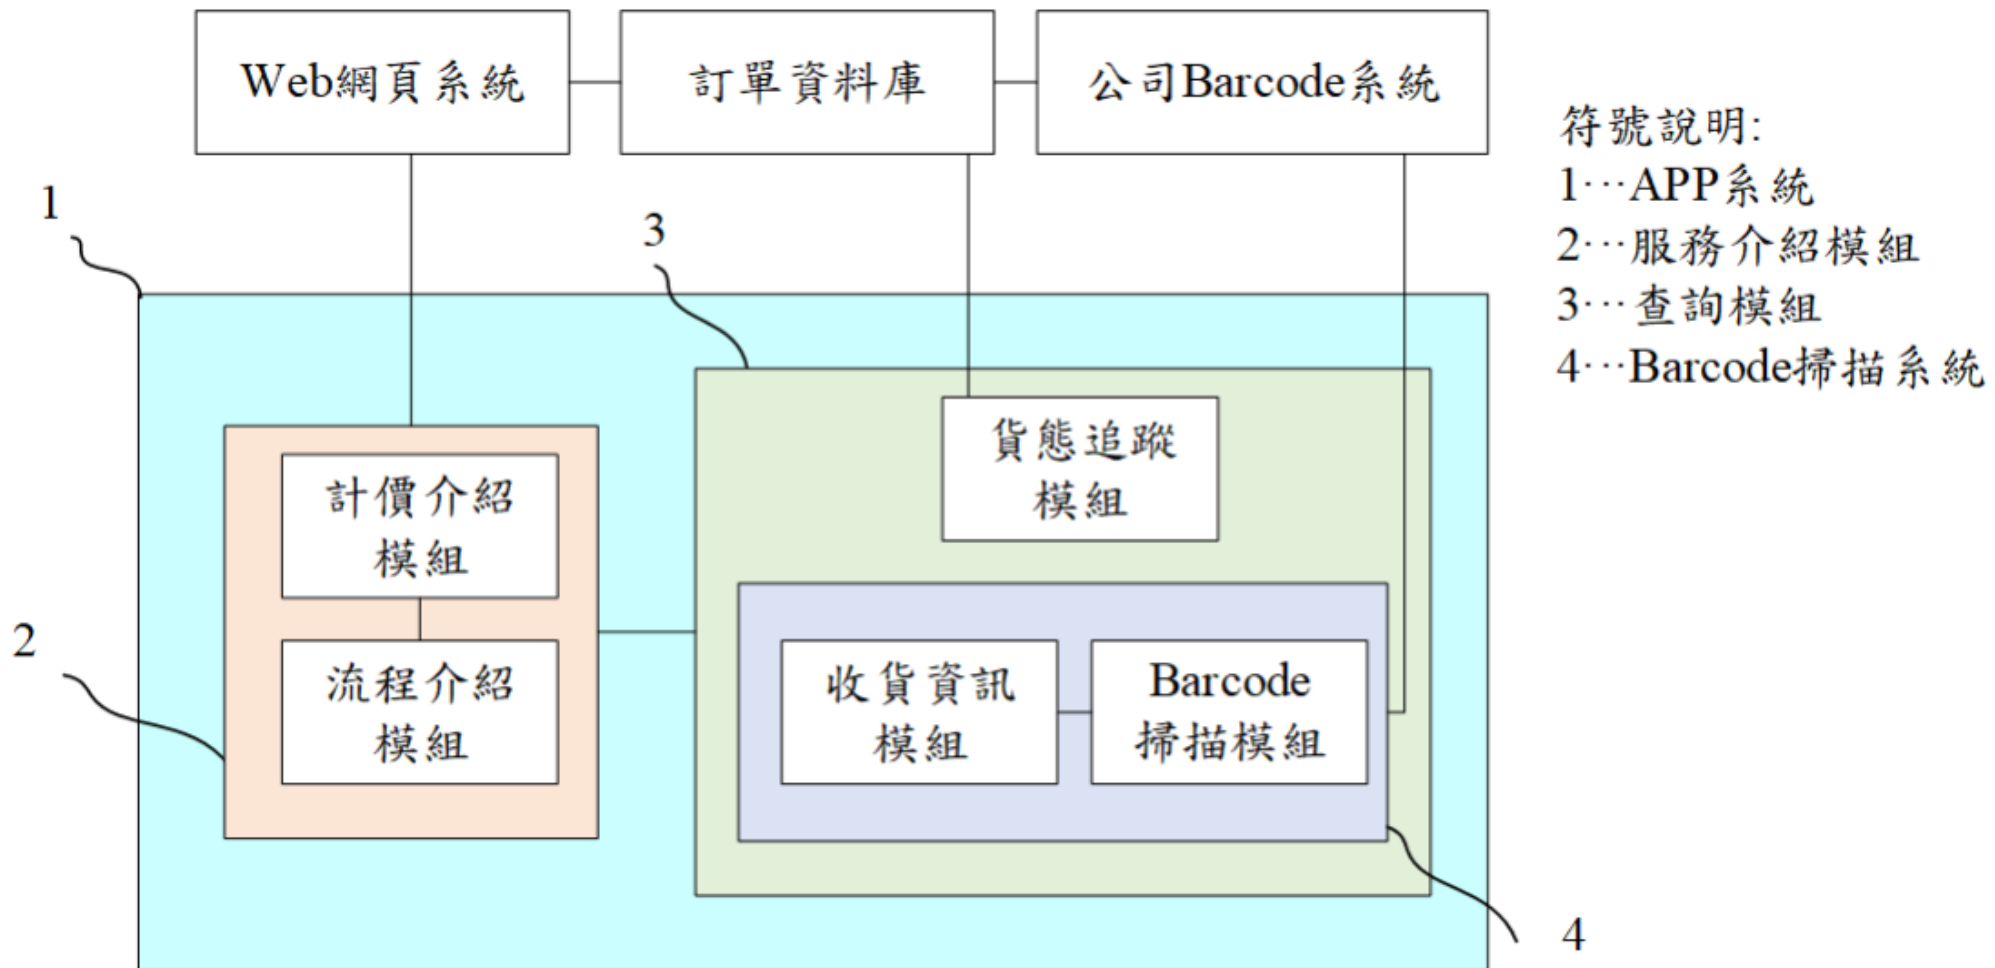 Web網頁系統
訂單資料庫
公司Barcode系統
符號說明:
1…APP系統
2…服務介紹模組
3…查詢模組
4…Barcode掃描系統
1
3
貨態追蹤
模組
計價介紹
模組
2
流程介紹
模組
收貨資訊
模組
Barcode
掃描模組
4